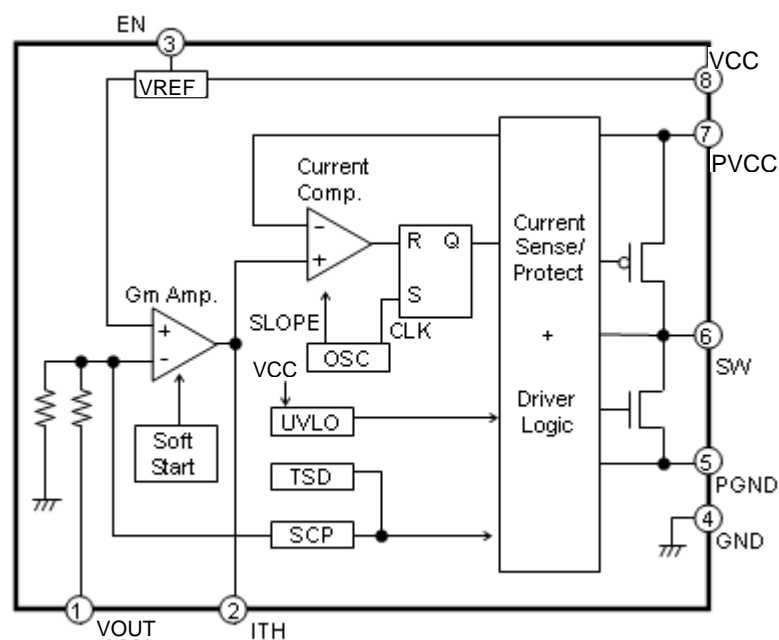 EN
3
VCC
8
VREF
7
PVCC
Current
Comp.
-
+
R Q
S
Current
Sense/
Protect
+
Driver
Logic
Gm Amp.
+
-
SLOPE
CLK
OSC
6
SW
VCC
UVLO
Soft
Start
TSD
SCP
5
PGND
4
GND
1
VOUT
2
ITH